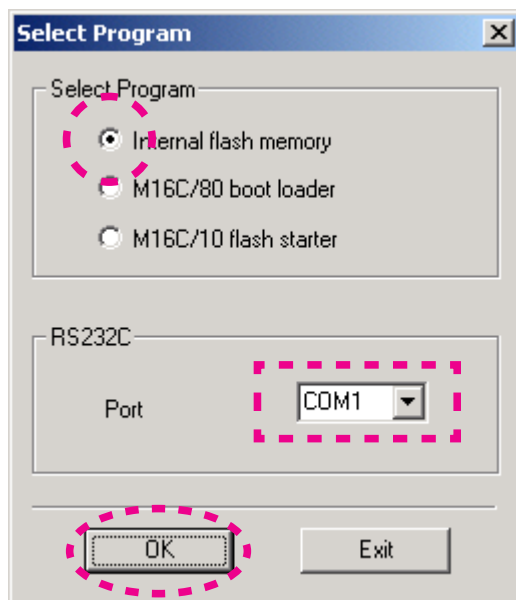 Select Program
Select Program
Internal flash memory
M16C/80 boot loader
M16C/10 flash starter
RS232C
Port
COM1
OK
Exit